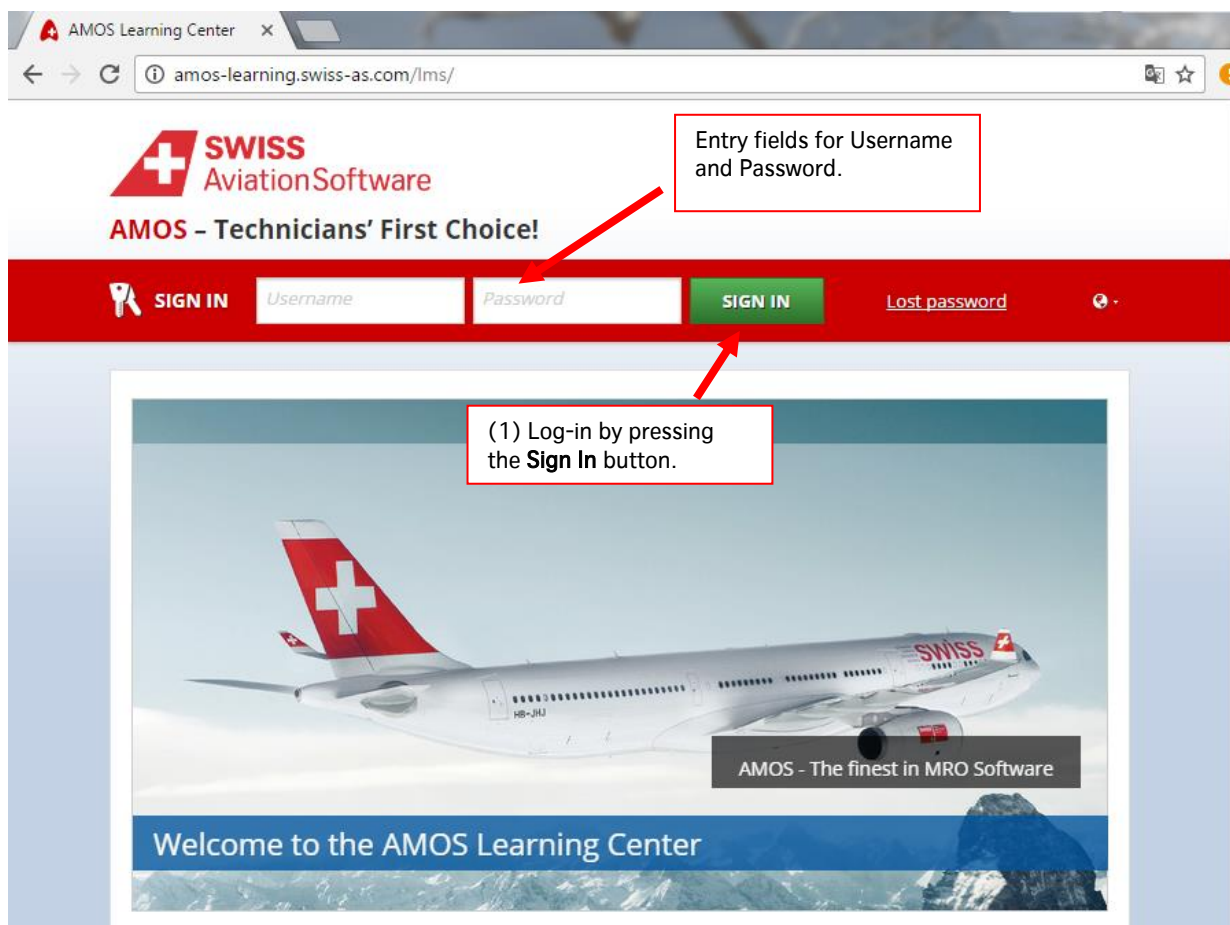 AMOS Learning Center
amos-learning.swiss-as.com/lms/
SWISS
AviationSoftware
Entry fields for Username
and Password.
AMOS – Technicians' First Choice!
SIGN IN
Username
Password
SIGN IN
Lost password
(1) Log-in by pressing
the Sign In button.
SWISS
HB-JHJ
AMOS - The finest in MRO Software
Welcome to the AMOS Learning Center